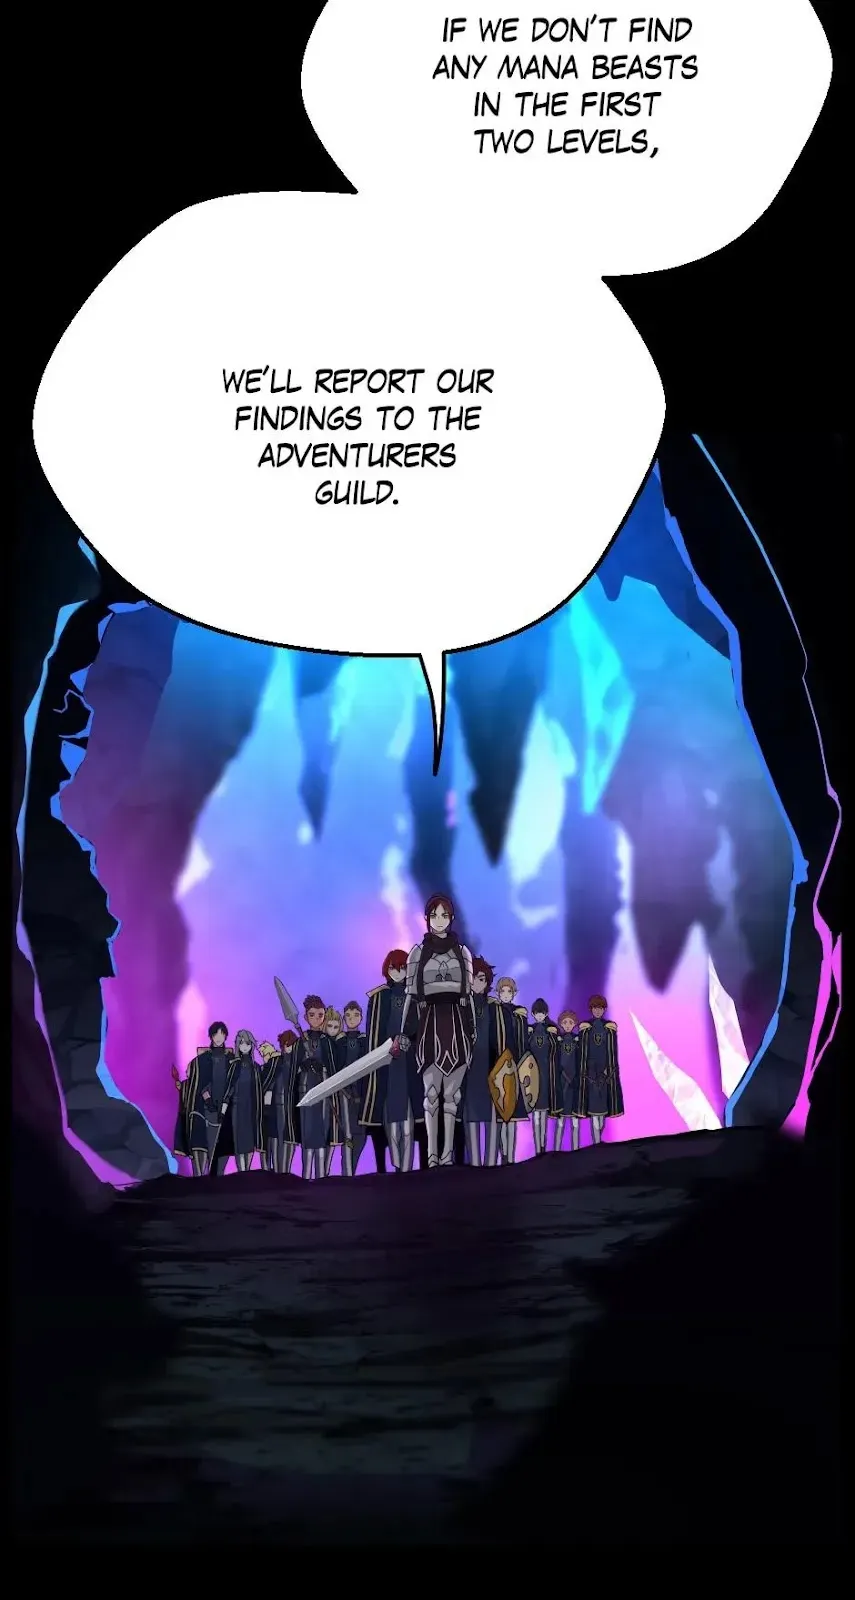 IF WE DON'T FIND
ANY MANA BEASTS
IN THE FIRST
TWO LEVELS,
WE'LL REPORT OUR
FINDINGS TO THE
ADVENTURERS
GUILD.